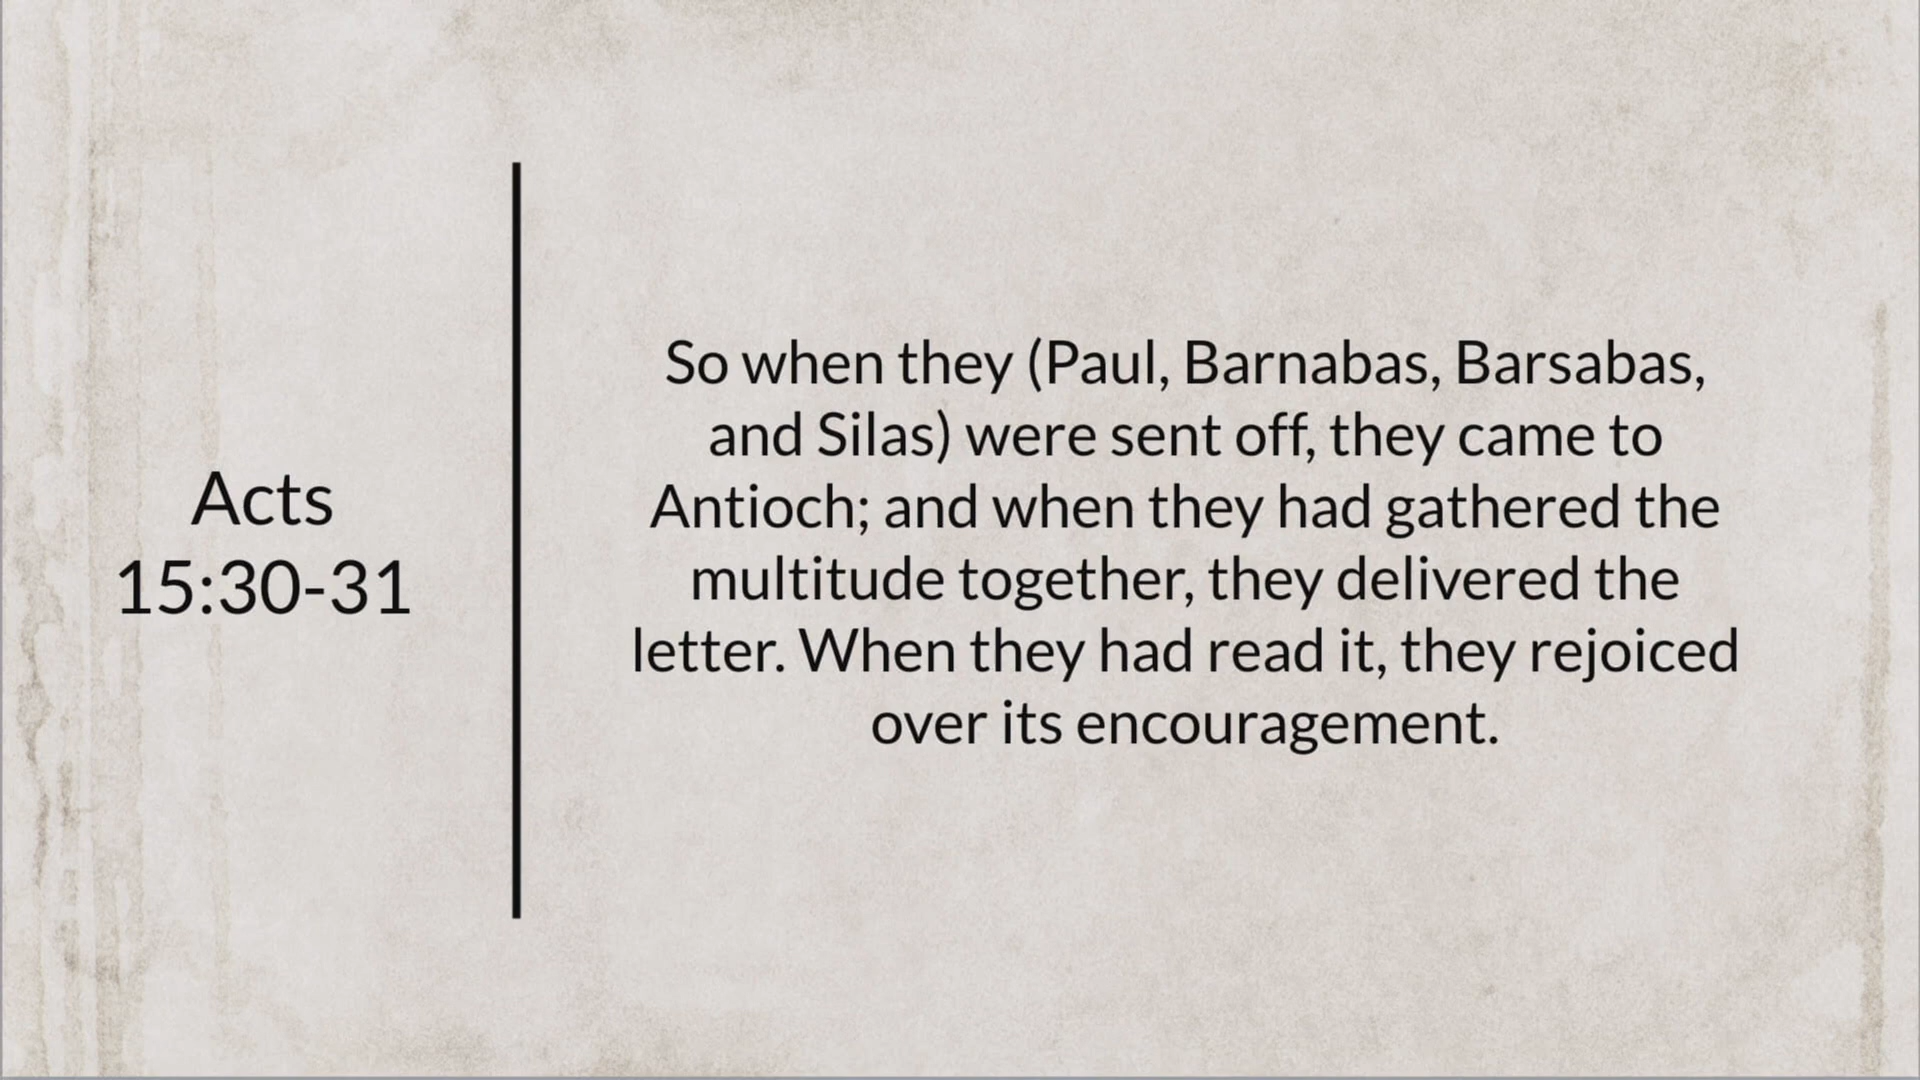 Acts
15:30-31
So when they (Paul, Barnabas, Barsabas,
and Silas) were sent off, they came to
Antioch; and when they had gathered the
multitude together, they delivered the
letter. When they had read it, they rejoiced
over its encouragement.